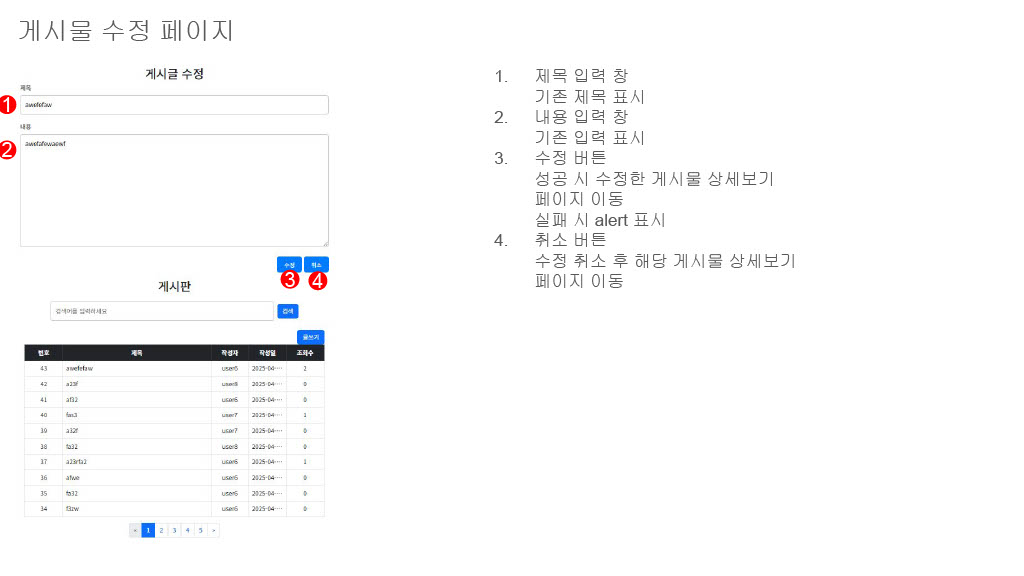 게시물 수정 페이지
게시글 수정
제목
1
awefefaw
내용
2
awefafewaewf
수정 취소
3 4
게시판
검색어를 입력하세요 검색
글쓰기
번호 제목 작성자 작성일 조회수
43 awefefaw user6 2025-04-··· 2
42 a23f user8 2025-04-··· 0
41 af32 user6 2025-04-··· 0
40 fas3 user7 2025-04-··· 1
39 a32f user7 2025-04-··· 0
38 fa32 user8 2025-04-··· 0
37 a23rfa2 user6 2025-04-··· 1
36 afwe user6 2025-04-··· 0
35 fa32 user6 2025-04-··· 0
34 user6 2025-04-··· 0
« 1 2 3 4 5 »
1. 제목 입력 창
기존 제목 표시
2. 내용 입력 창
기존 입력 표시
3. 수정 버튼
성공 시 수정한 게시물 상세보기
페이지 이동
실패 시 alert 표시
4. 취소 버튼
수정 취소 후 해당 게시물 상세보기
페이지 이동